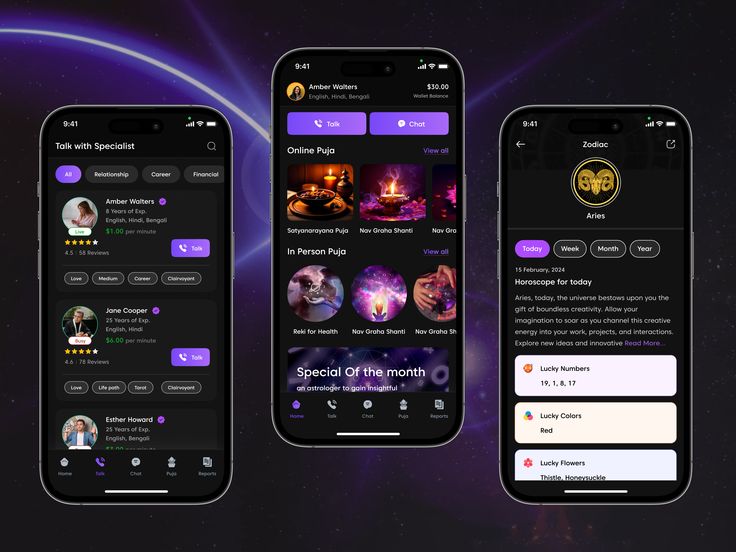 9:41
Talk with Specialist
All Relationship Career Financial
Amber Walters
8 Years of Exp.
English, Hindi, Bengali
$1.00 per minute
Live
4.5 58 Reviews
Talk
Love Medium Career Clairvoyant
Jane Cooper
25 Years of Exp.
English, Hindi
$6.00 per minute
Busy
4.6 78 Reviews
Talk
Love Life path Tarot Clairvoyant
Esther Howard
25 Years of Exp.
English, Bengali
per minute
Home Talk Chat Puja Reports
9:41
Amber Walters
English, Hindi, Bengali
$30.00
Wallet Balance
Talk Chat
Online Puja View all
Satyanarayana Puja Nav Graha Shanti
In Person Puja View all
Reki for Health Nav Graha Shanti
Special Of the month
an astrologer to gain insightful
Home Talk Chat Puja Reports
9:41
Zodiac
Aries
Today Week Month Year
15 February, 2024
Horoscope for today
Aries, today, the universe bestows upon you the
gift of boundless creativity. Allow your
imagination to soar as you channel this creative
energy into your work, projects, and interactions.
Explore new ideas and innovative Read More...
Lucky Numbers
19, 1, 8, 17
Lucky Colors
Red
Lucky Flowers
Thistle, Honeysuckle